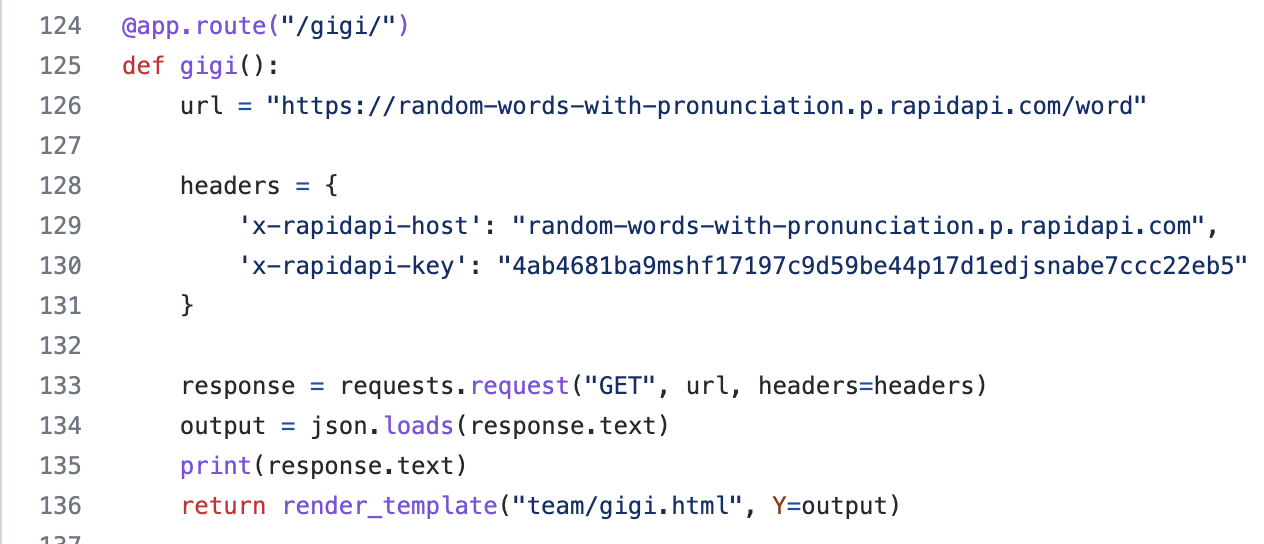 124 @app.route("/gigi/")
125 def gigi():
126     url = "https://random-words-with-pronunciation.p.rapidapi.com/word"
127
128     headers = {
129         'x-rapidapi-host': "random-words-with-pronunciation.p.rapidapi.com",
130         'x-rapidapi-key': "4ab4681ba9mshf17197c9d59be44p17d1edjsnabe7ccc22eb5"
131     }
132
133     response = requests.request("GET", url, headers=headers)
134     output = json.loads(response.text)
135     print(response.text)
136     return render_template("team/gigi.html", Y=output)
137